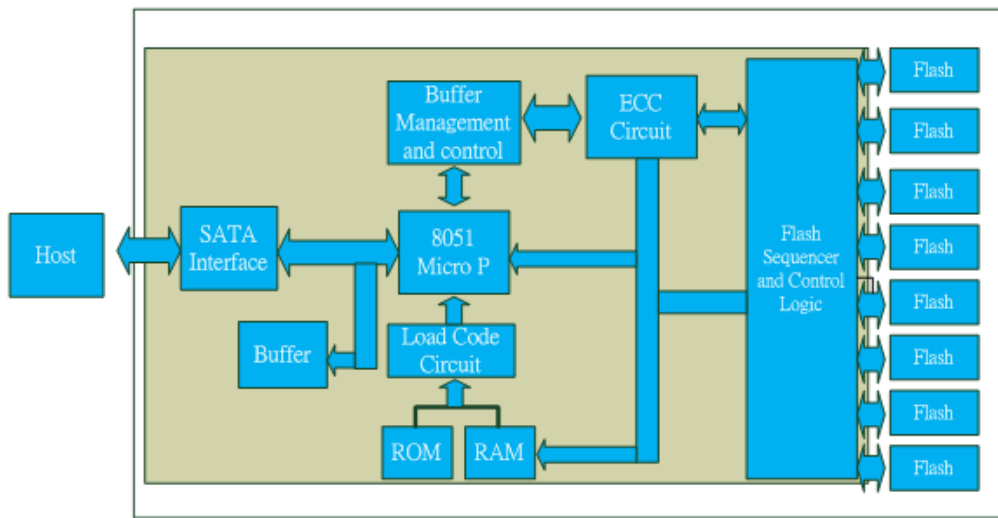 Host
SATA
Interface
Buffer
Buffer
Management
and control
8051
Micro P
Load Code
Circuit
ROM
RAM
ECC
Circuit
Flash
Sequencer
and Control
Logic
Flash
Flash
Flash
Flash
Flash
Flash
Flash
Flash